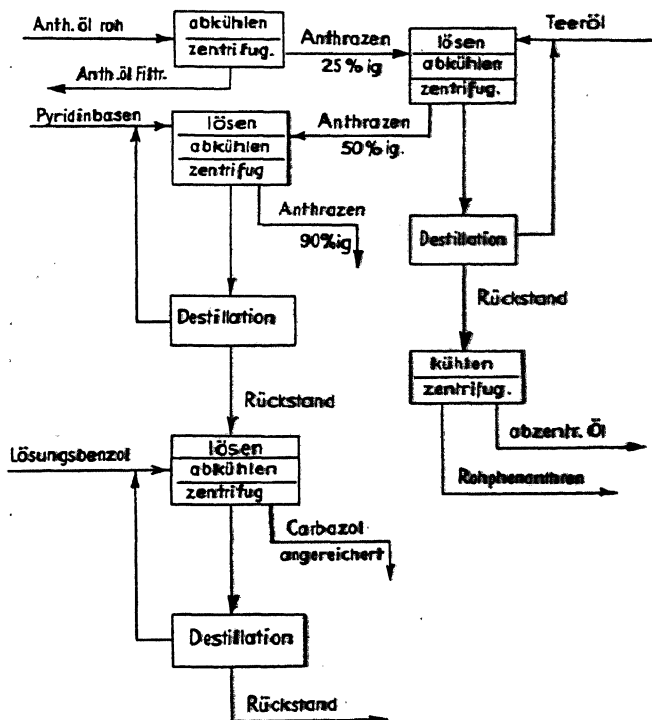 Anth. öl roh
abkühlen
zentrifug.
Anthrazen
25 % ig
Anth.öl Filtr.
lösen
abkühlen
zentrifug.
Teeröl
Pyridinbasen
lösen
abkühlen
zentrifug
Anthrazen
50% ig.
Anthrazen
90%ig
Destillation
Destillation
Rückstand
kühlen
zentrifug.
abzentr. Öl
Rohphenanthren
Rückstand
Lösungsbenzol
lösen
abkühlen
zentrifug
Carbazol
angereichert
Destillation
Rückstand